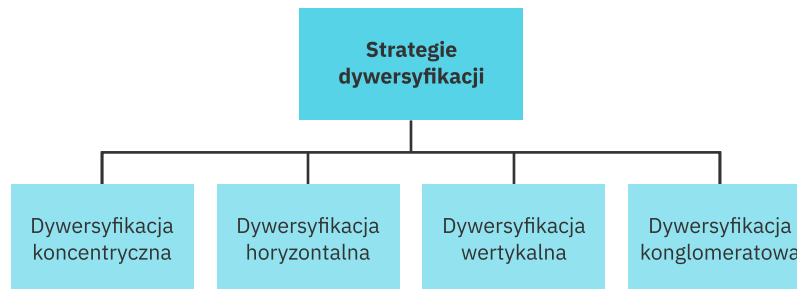 Strategie
dywersyfikacji
Dywersyfikacja
koncentryczna
Dywersyfikacja
horyzontalna
Dywersyfikacja
wertykalna
Dywersyfikacja
konglomeratowa